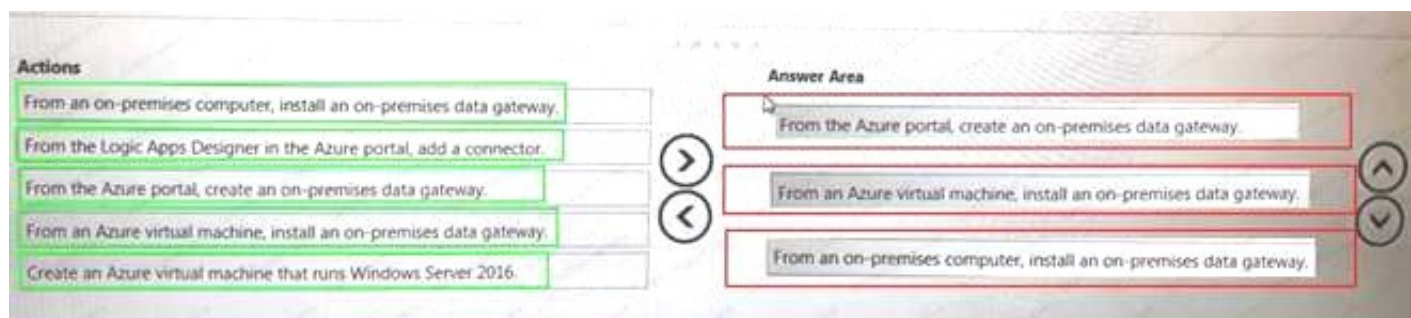 Actions
From an on-premises computer, install an on-premises data gateway.
From the Logic Apps Designer in the Azure portal, add a connector.
From the Azure portal, create an on-premises data gateway.
From an Azure virtual machine, install an on-premises data gateway.
Create an Azure virtual machine that runs Windows Server 2016.
Answer Area
From the Azure portal, create an on-premises data gateway.
From an Azure virtual machine, install an on-premises data gateway.
From an on-premises computer, install an on-premises data gateway.